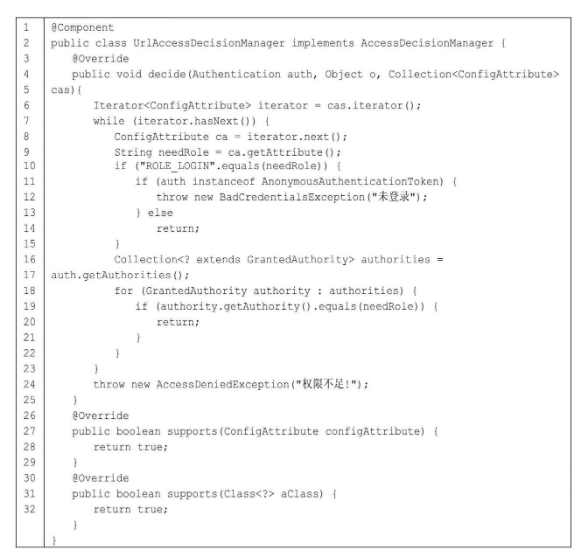 1 @Component
2 public class UrlAccessDecisionManager implements AccessDecisionManager {
3 @Override
4 public void decide(Authentication auth, Object o, Collection<ConfigAttribute>
5 cas){
6 Iterator<ConfigAttribute> iterator = cas.iterator();
7 while (iterator.hasNext()) {
8 ConfigAttribute ca = iterator.next();
9 String needRole = ca.getAttribute();
10 if ("ROLE_LOGIN".equals(needRole)) {
11 if (auth instanceof AnonymousAuthenticationToken) {
12 throw new BadCredentialsException("未登录");
13 } else
14 return;
15 }
16 Collection<? extends GrantedAuthority> authorities =
17 auth.getAuthorities();
18 for (GrantedAuthority authority : authorities) {
19 if (authority.getAuthority().equals(needRole)) {
20 return;
21 }
22 }
23 }
24 throw new AccessDeniedException("权限不足!");
25 }
26 @Override
27 public boolean supports(ConfigAttribute configAttribute) {
28 return true;
29 }
30 @Override
31 public boolean supports(Class<?> aClass) {
32 return true;
}
}